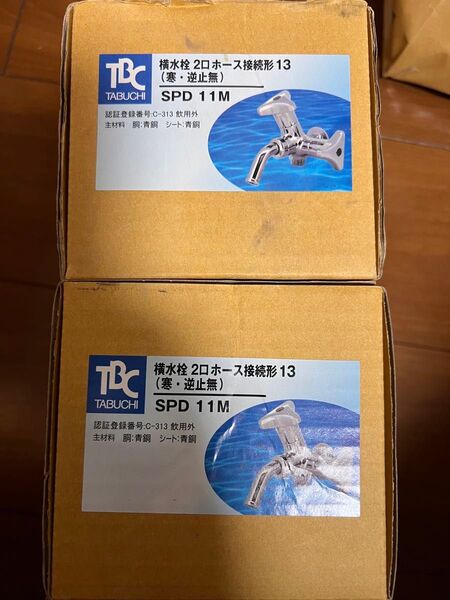 TBC
TABUCHI
横水栓 2口ホース接続形 13
(寒・逆止無)
SPD 11M
認証登録番号:C-313 飲用外
主材料 胴:青銅 シート:青銅
TBC
TABUCHI
横水栓 2口ホース接続形 13
(寒・逆止無)
SPD 11M
認証登録番号:C-313 飲用外
主材料 胴:青銅 シート:青銅